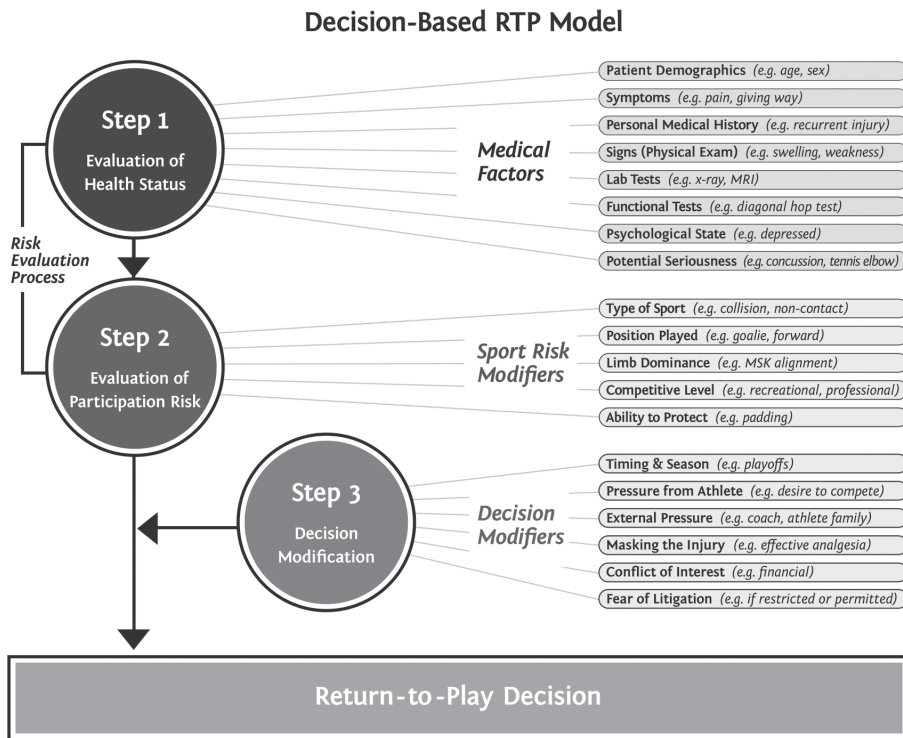 Decision-Based RTP Model
Step 1
Evaluation of
Health Status
Risk
Evaluation
Process
Medical
Factors
Patient Demographics (e.g. age, sex)
Symptoms (e.g. pain, giving way)
Personal Medical History (e.g. recurrent injury)
Signs (Physical Exam) (e.g. swelling, weakness)
Lab Tests (e.g. x-ray, MRI)
Functional Tests (e.g. diagonal hop test)
Psychological State (e.g. depressed)
Potential Seriousness (e.g. concussion, tennis elbow)
Step 2
Evaluation of
Participation Risk
Sport Risk
Modifiers
Type of Sport (e.g. collision, non-contact)
Position Played (e.g. goalie, forward)
Limb Dominance (e.g. MSK alignment)
Competitive Level (e.g. recreational, professional)
Ability to Protect (e.g. padding)
Step 3
Decision
Modification
Decision
Modifiers
Timing & Season (e.g. playoffs)
Pressure from Athlete (e.g. desire to compete)
External Pressure (e.g. coach, athlete family)
Masking the Injury (e.g. effective analgesia)
Conflict of Interest (e.g. financial)
Fear of Litigation (e.g. if restricted or permitted)
Return-to-Play Decision